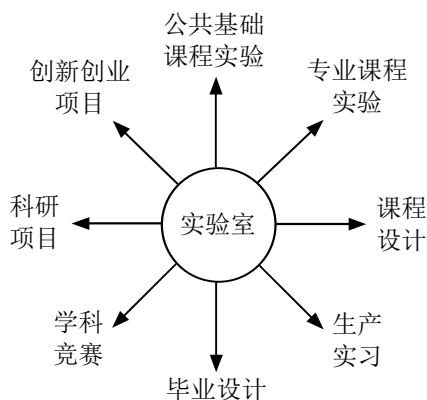 公共基础
课程实验
创新创业
项目
专业课程
实验
科研
项目
实验室
课程
设计
学科
竞赛
生产
实习
毕业设计